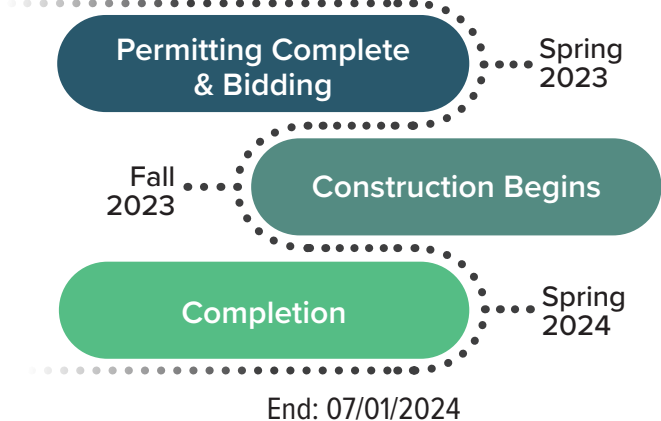 Permitting Complete
& Bidding
Spring
2023
Fall
2023
Construction Begins
Completion
Spring
2024
End: 07/01/2024